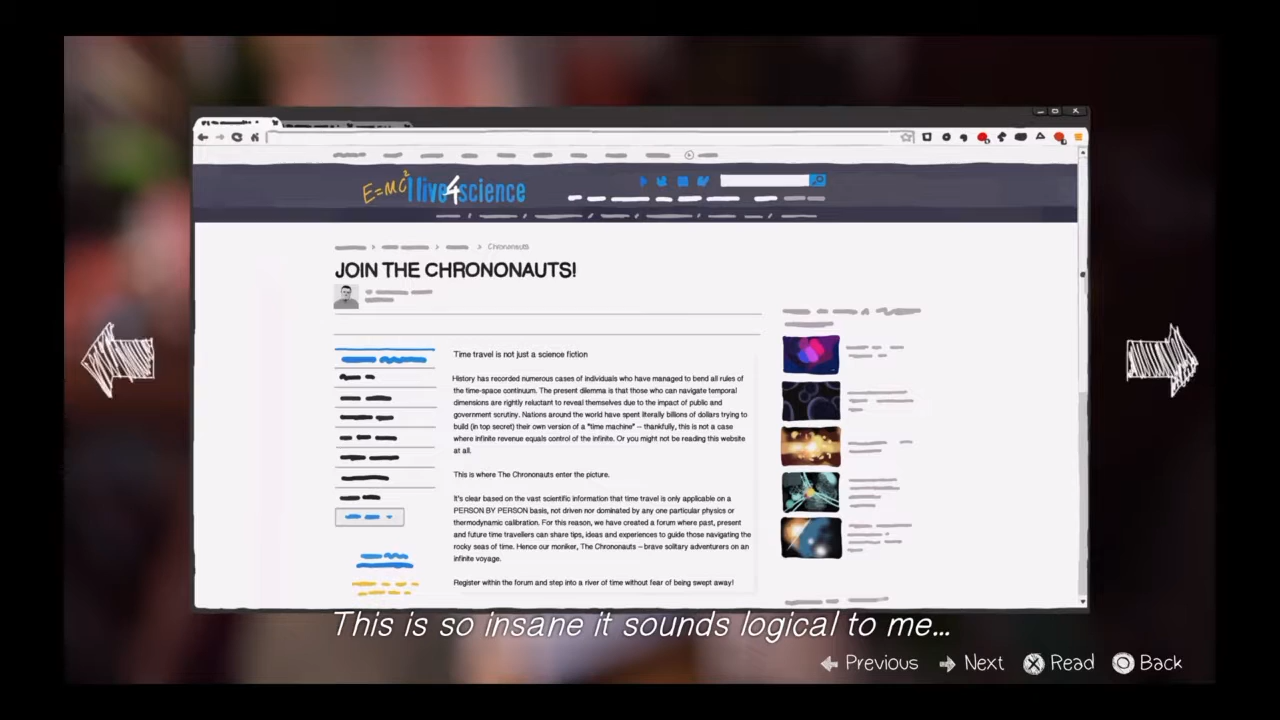 E=MC² I live4science
Chrononauts
JOIN THE CHRONONAUTS!
Time travel is not just a science fiction
History has recorded numerous cases of individuals who have managed to bend all rules of
the time-space continuum. The present dilemma is that those who can navigate temporal
dimensions are rightly reluctant to reveal themselves due to the impact of public and
government scrutiny. Nations around the world have spent literally billions of dollars trying to
build (in top secret) their own version of a "time machine" – thankfully, this is not a case
where infinite revenue equals control of the infinite. Or you might not be reading this website
at all.
This is where The Chrononauts enter the picture.
It's clear based on the vast scientific information that time travel is only applicable on a
PERSON BY PERSON basis, not driven nor dominated by any one particular physics or
thermodynamic calibration. For this reason, we have created a forum where past, present
and future time travellers can share tips, ideas and experiences to guide those navigating the
rocky seas of time. Hence our moniker, The Chrononauts – brave solitary adventurers on an
infinite voyage.
Register within the forum and step into a river of time without fear of being swept away!
This is so insane it sounds logical to me...
Previous Next Read Back